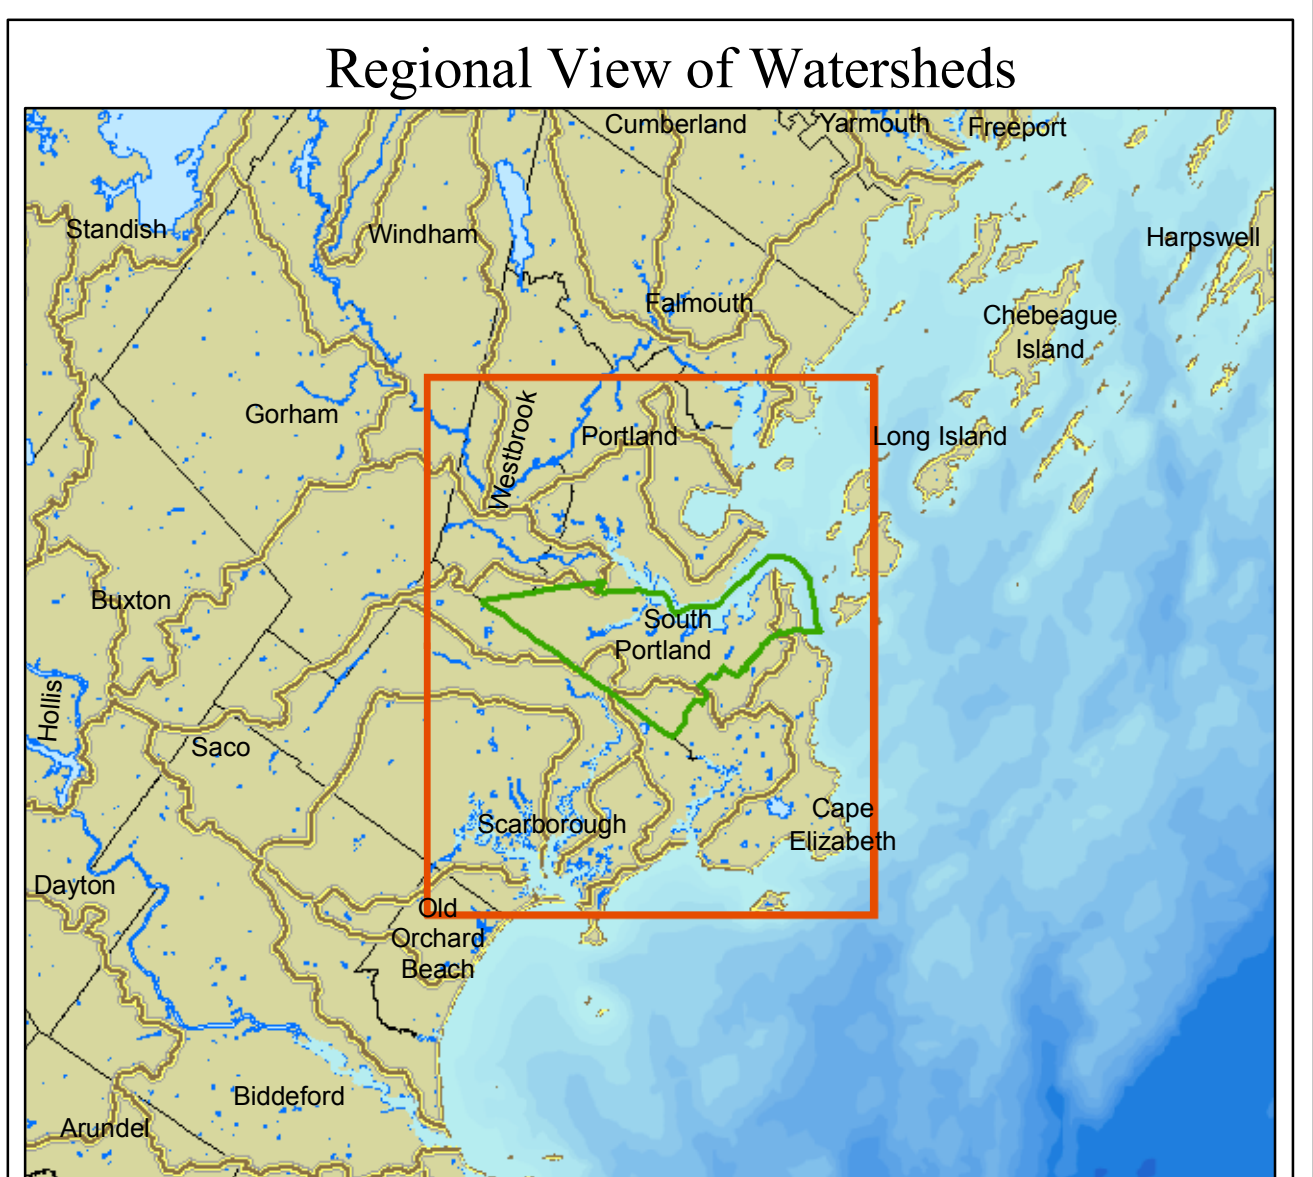 Regional View of Watersheds
Cumberland
Yarmouth
Freeport
Standish
Windham
Harpswell
Falmouth
Chebeague
Island
Gorham
Westbrook
Portland
Long Island
Buxton
South
Portland
Hollis
Saco
Scarborough
Cape
Elizabeth
Dayton
Old
Orchard
Beach
Biddeford
Arundel